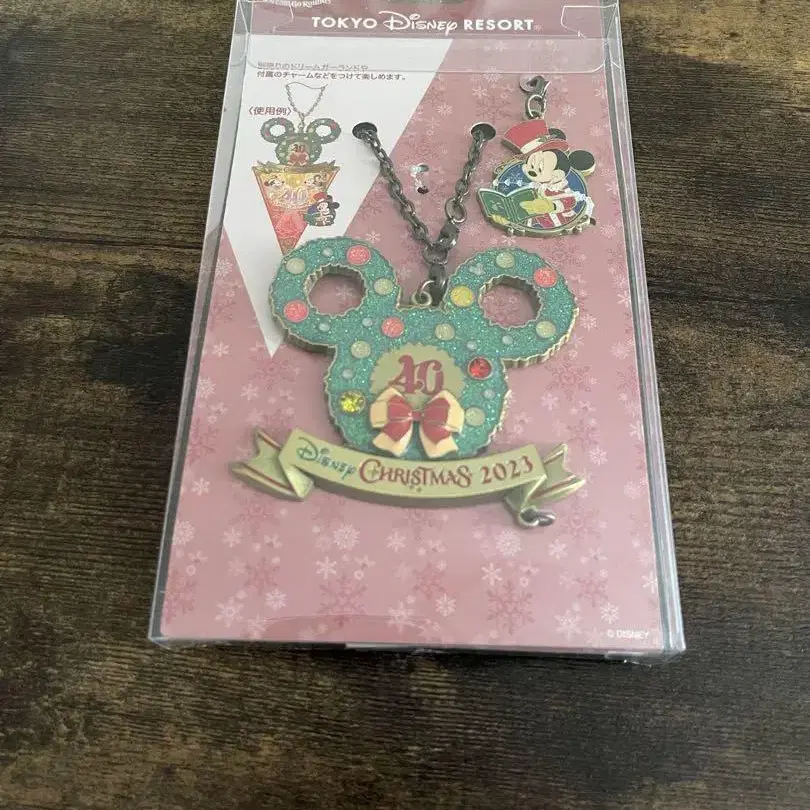 TOKYO Disney RESORT®
別売りのドリームガーランドや
付属のチャームなどをつけて楽しめます。
〈使用例〉
40
40
Disney CHRISTMAS 2023
© DISNEY